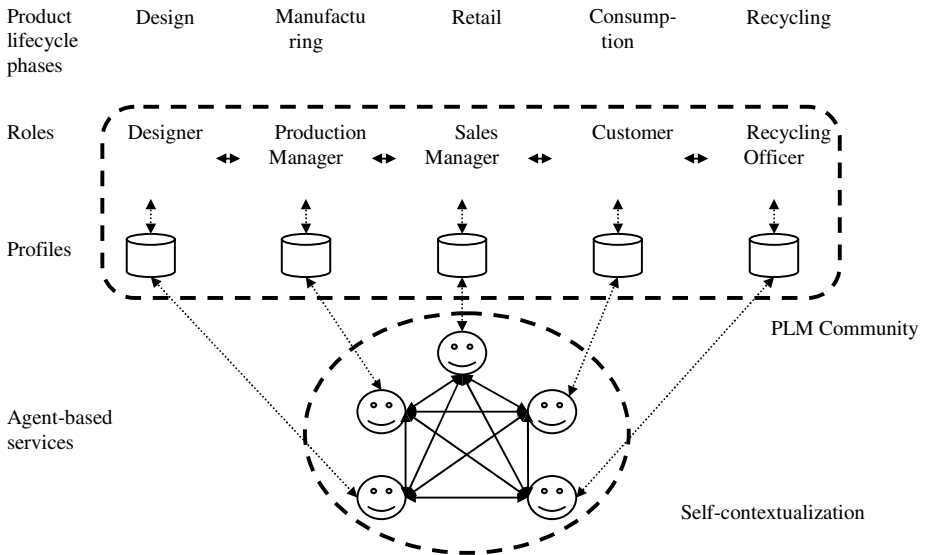 Product lifecycle phases
Design
Manufactu
ring
Retail
Consump-
tion
Recycling
Roles
Designer
Production
Manager
Sales
Manager
Customer
Recycling
Officer
Profiles
PLM Community
Agent-based
services
Self-contextualization